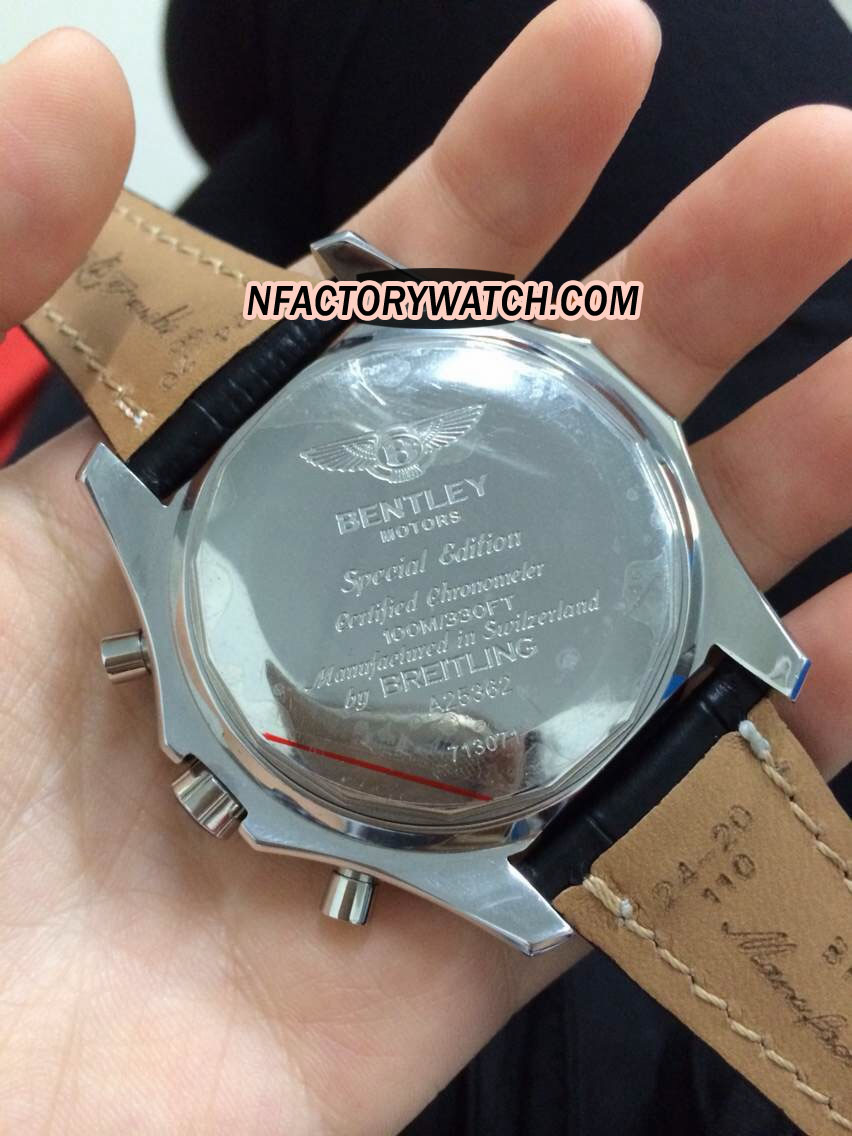 NFACTORYWATCH.COM
B
BENTLEY
MOTORS
Special Edition
Certified Chronometer
100M/330FT
Manufactured in Switzerland
by BREITLING
A25362
713071
24-20
110